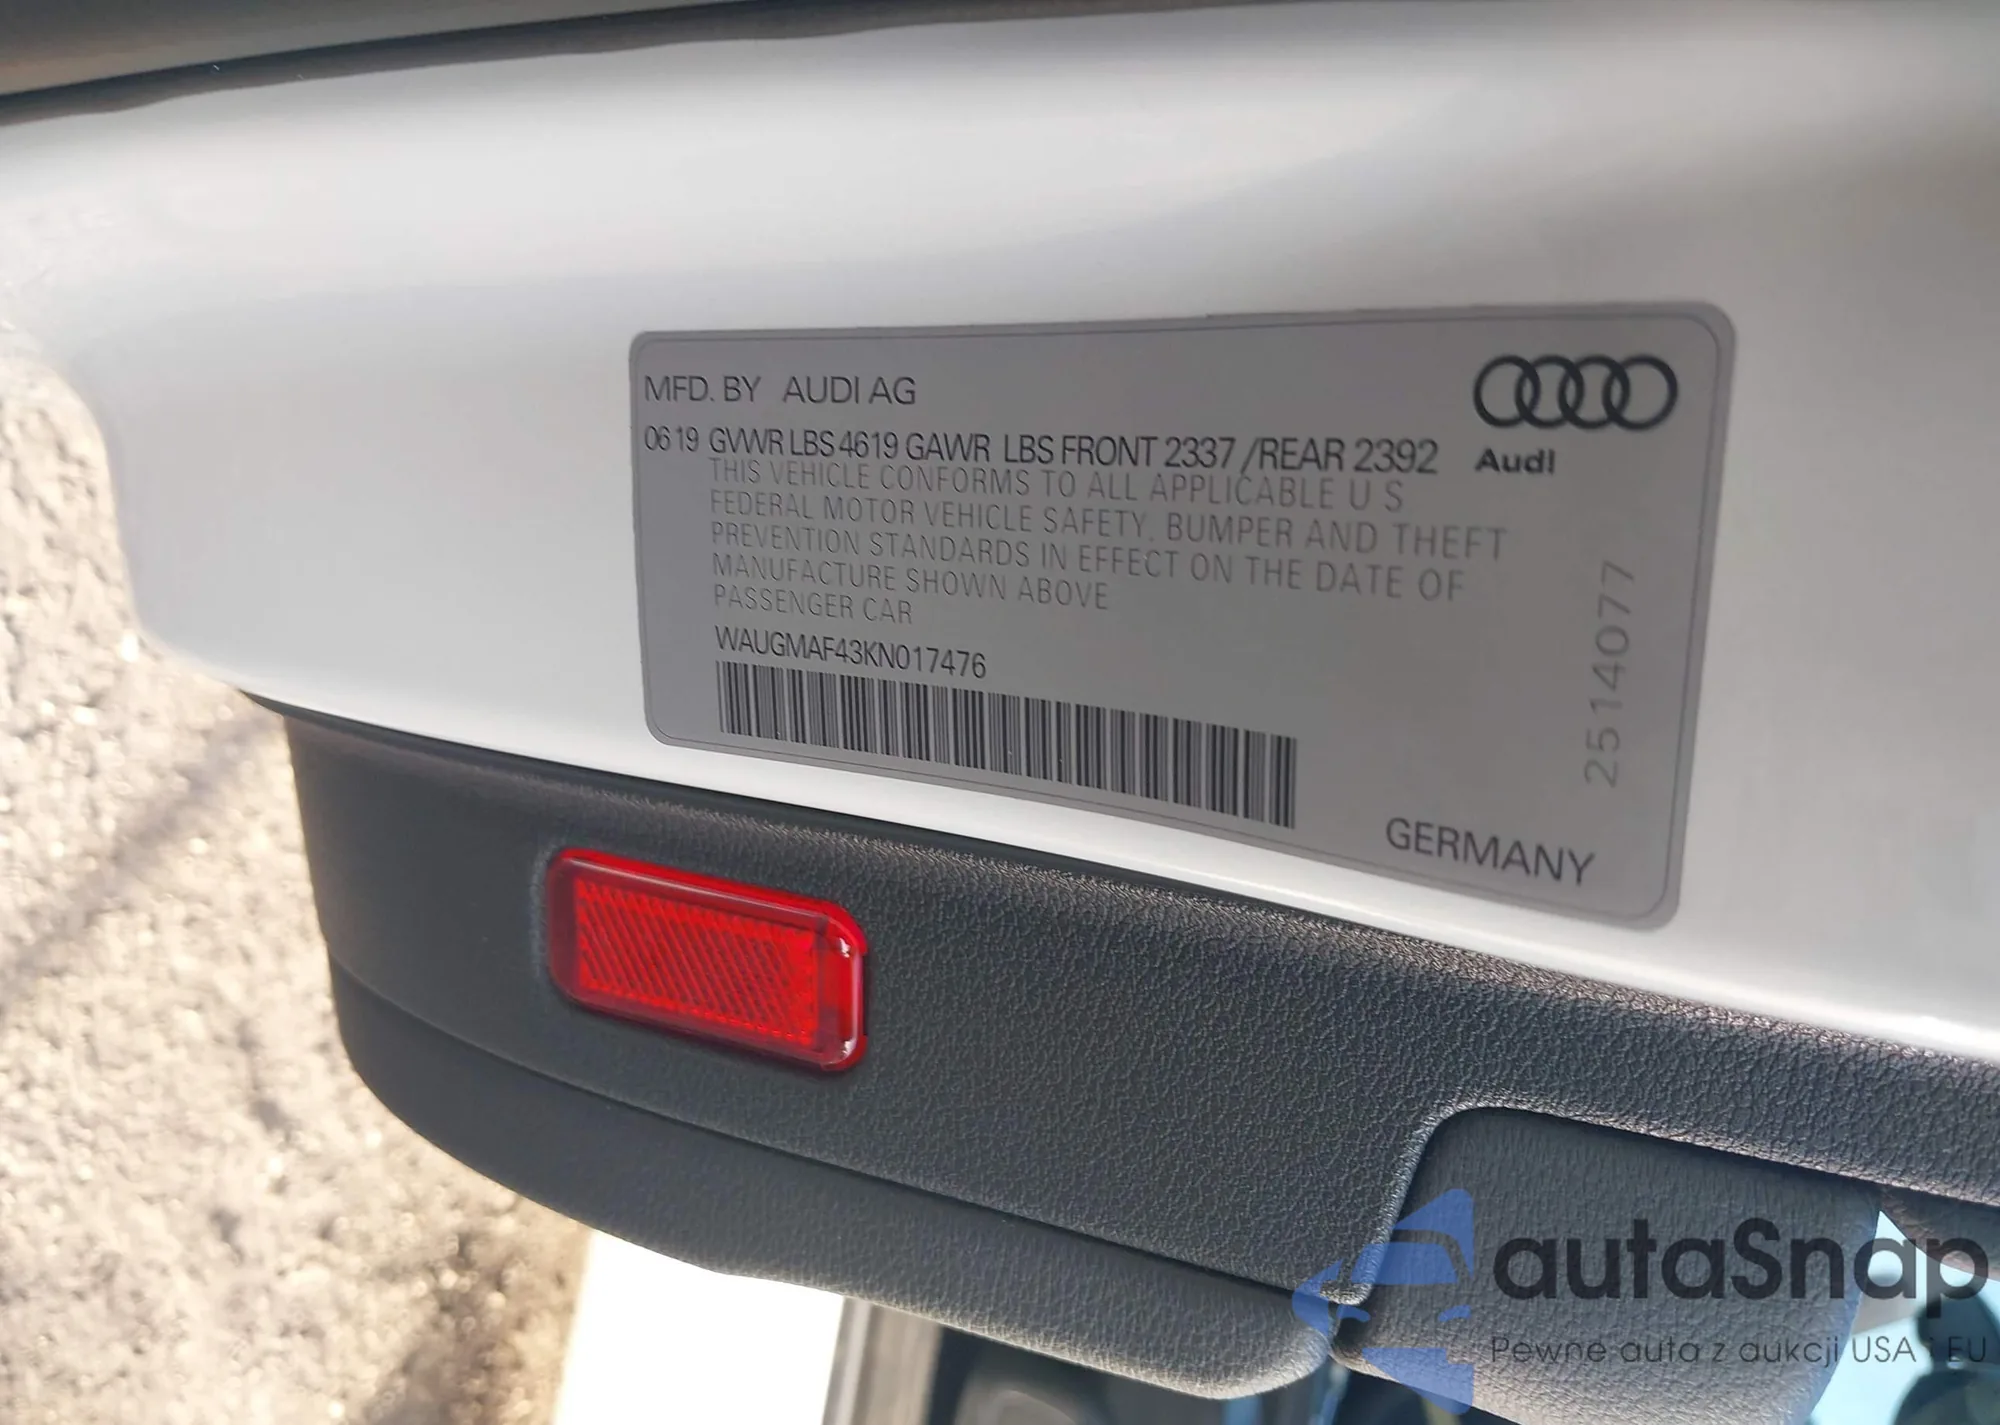 MFD. BY AUDI AG
0619 GVWR LBS 4619 GAWR LBS FRONT 2337 /REAR 2392
Audi
THIS VEHICLE CONFORMS TO ALL APPLICABLE U S
FEDERAL MOTOR VEHICLE SAFETY, BUMPER AND THEFT
PREVENTION STANDARDS IN EFFECT ON THE DATE OF
MANUFACTURE SHOWN ABOVE
PASSENGER CAR
WAUGMAF43KN017476
2514077
GERMANY
autaSnap
Pewne auta z aukcji USA i EU